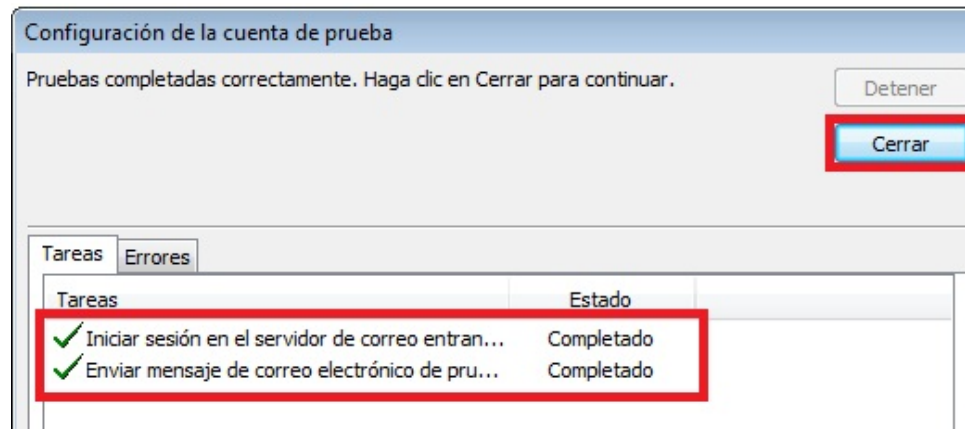 Configuración de la cuenta de prueba
Pruebas completadas correctamente. Haga clic en Cerrar para continuar.
Detener
Cerrar
Tareas Errores
Tareas Estado
Iniciar sesión en el servidor de correo entran... Completado
Enviar mensaje de correo electrónico de pru... Completado